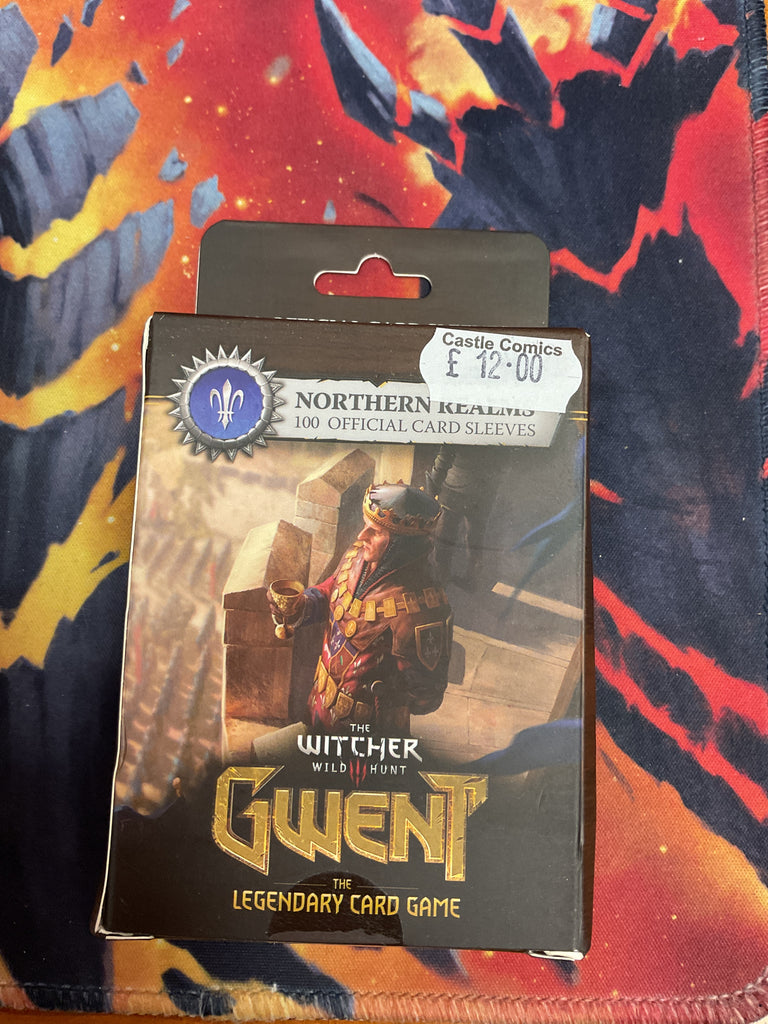 Castle Comics
£ 12.00
NORTHERN REALMS
100 OFFICIAL CARD SLEEVES
THE
WITCHER
WILD HUNT
GWENT
THE
LEGENDARY CARD GAME